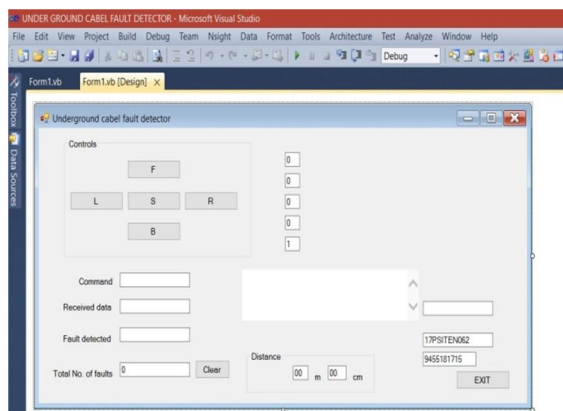 UNDER GROUND CABEL FAULT DETECTOR - Microsoft Visual Studio
File Edit View Project Build Debug Team Nsight Data Format Tools Architecture Test Analyze Window Help
Debug
Form1.vb Form1.vb [Design] ×
Toolbox
Data Sources
Underground cabel fault detector
Controls
F
L S R
B
0
0
0
0
1
Command
Received data
Fault detected
17PSITEN062
Total No. of faults 0 Clear
Distance
00 m 00 cm
9455181715
EXIT